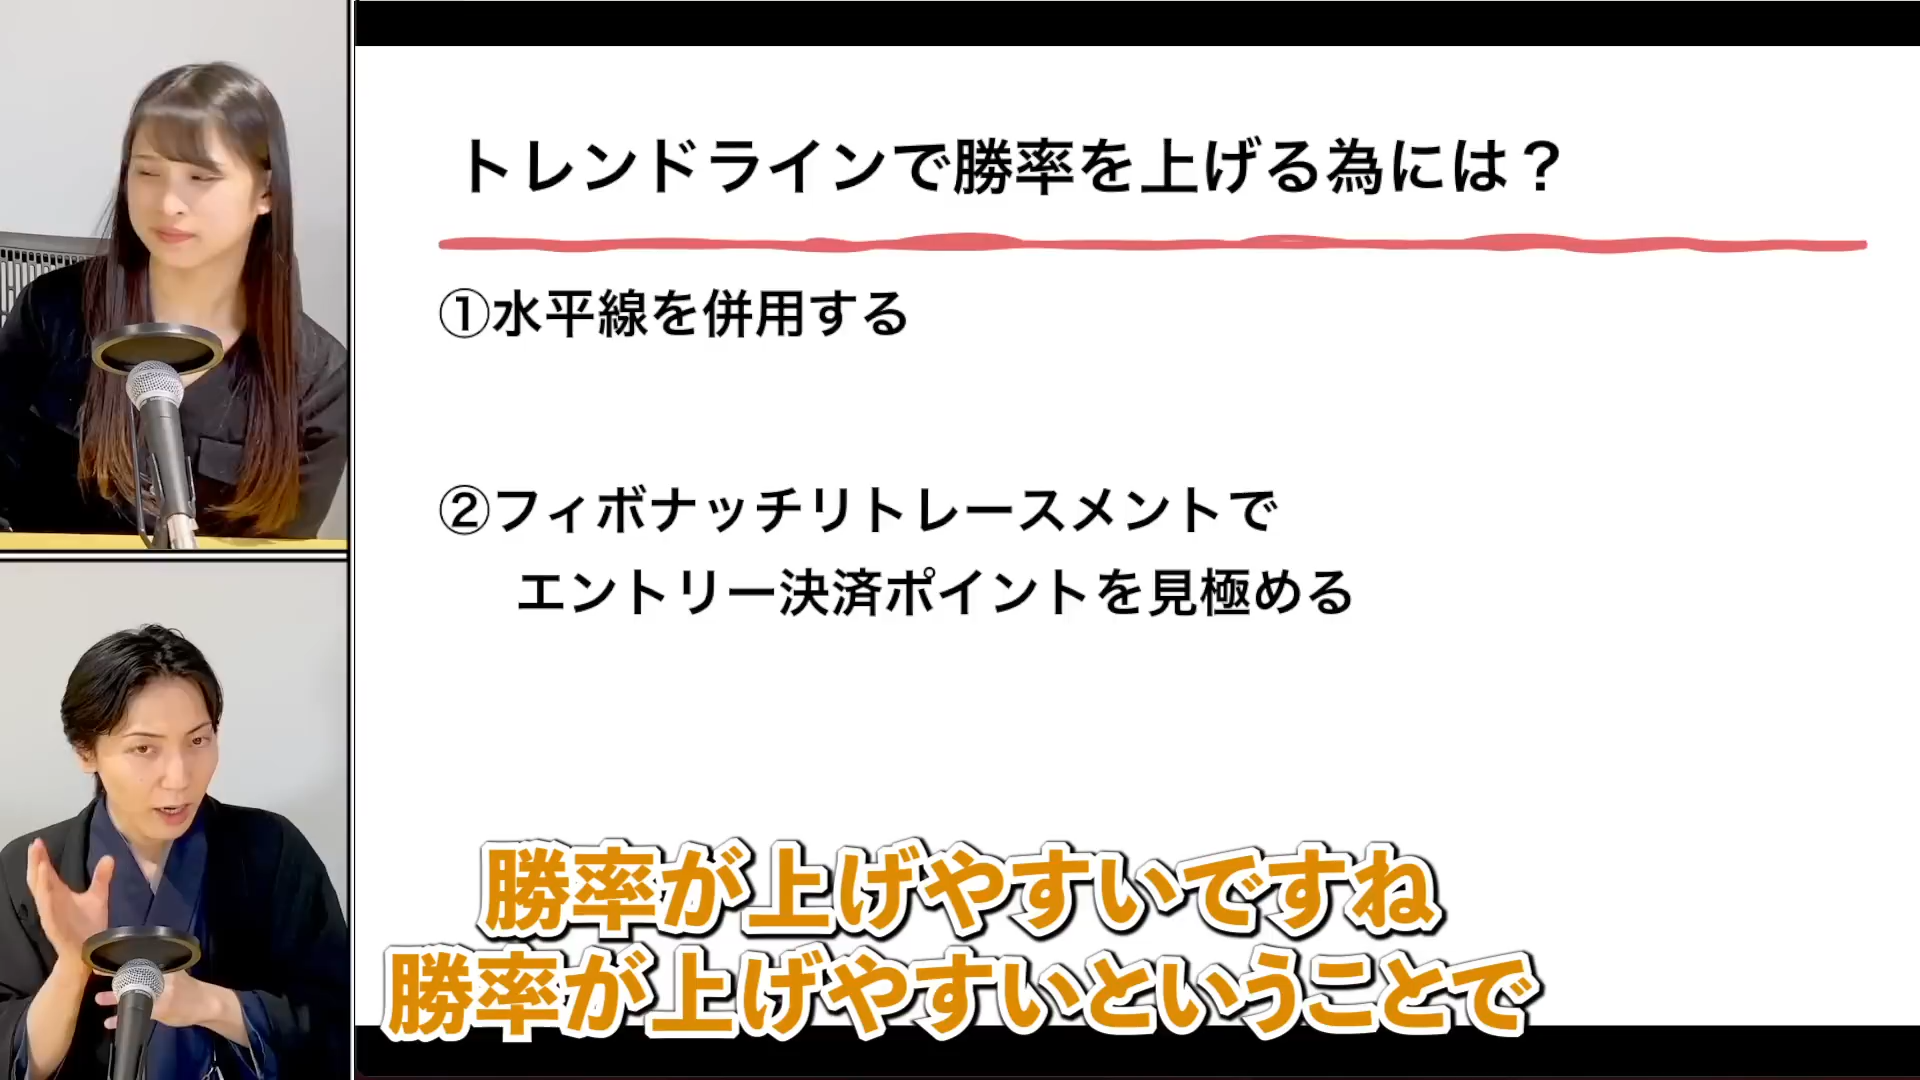 トレンドラインで勝率を上げる為には？
①水平線を併用する
②フィボナッチリトレースメントで
エントリー決済ポイントを見極める
勝率が上げやすいですね
勝率が上げやすいということで